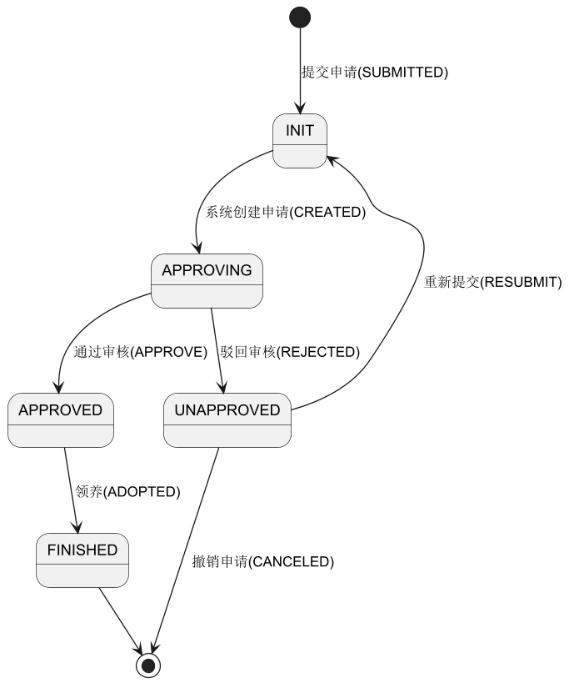 提交申请(SUBMITTED)
INIT
系统创建申请(CREATED)
APPROVING
重新提交(RESUBMIT)
通过审核(APPROVE)
驳回审核(REJECTED)
APPROVED
UNAPPROVED
领养(ADOPTED)
FINISHED
撤销申请(CANCELED)